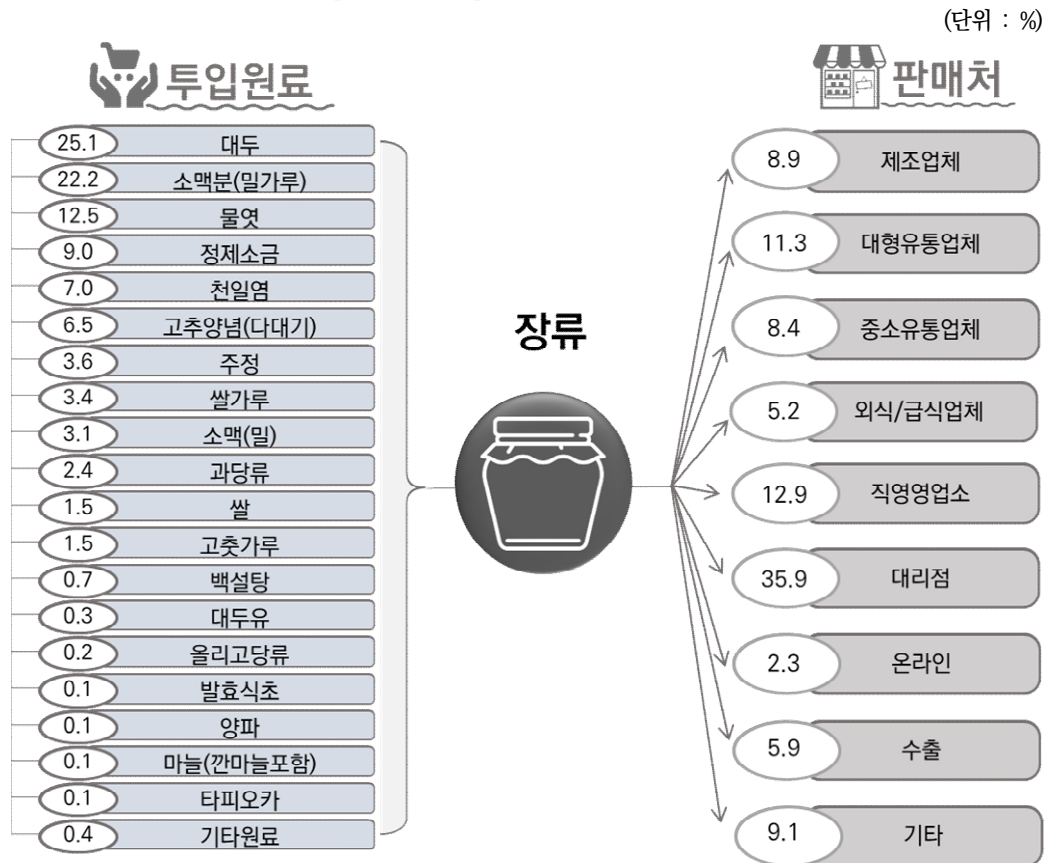 (단위 : %)
투입원료
25.1 대두
22.2 소맥분(밀가루)
12.5 물엿
9.0 정제소금
7.0 천일염
6.5 고추양념(다대기)
3.6 주정
3.4 쌀가루
3.1 소맥(밀)
2.4 과당류
1.5 쌀
1.5 고춧가루
0.7 백설탕
0.3 대두유
0.2 올리고당류
0.1 발효식초
0.1 양파
0.1 마늘(깐마늘포함)
0.1 타피오카
0.4 기타원료
장류
판매처
8.9 제조업체
11.3 대형유통업체
8.4 중소유통업체
5.2 외식/급식업체
12.9 직영영업소
35.9 대리점
2.3 온라인
5.9 수출
9.1 기타